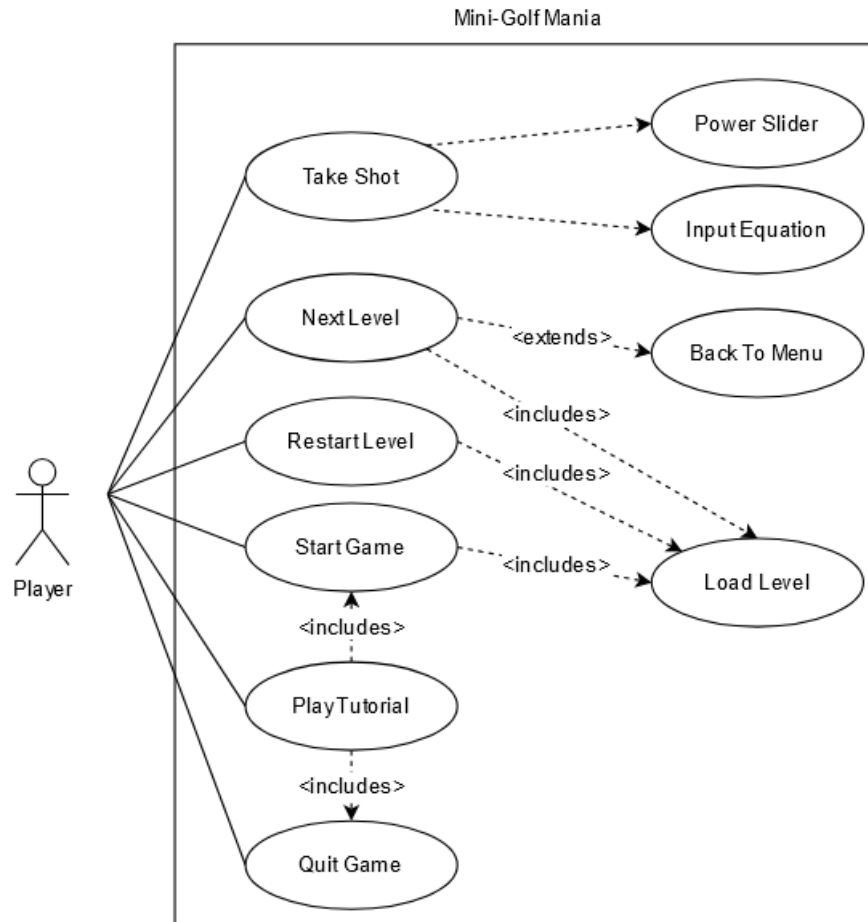 Mini-Golf Mania
Power Slider
Take Shot
Input Equation
Next Level
<extends>
Back To Menu
<includes>
Restart Level
<includes>
Start Game
<includes>
Load Level
Player
<includes>
Play Tutorial
<includes>
Quit Game